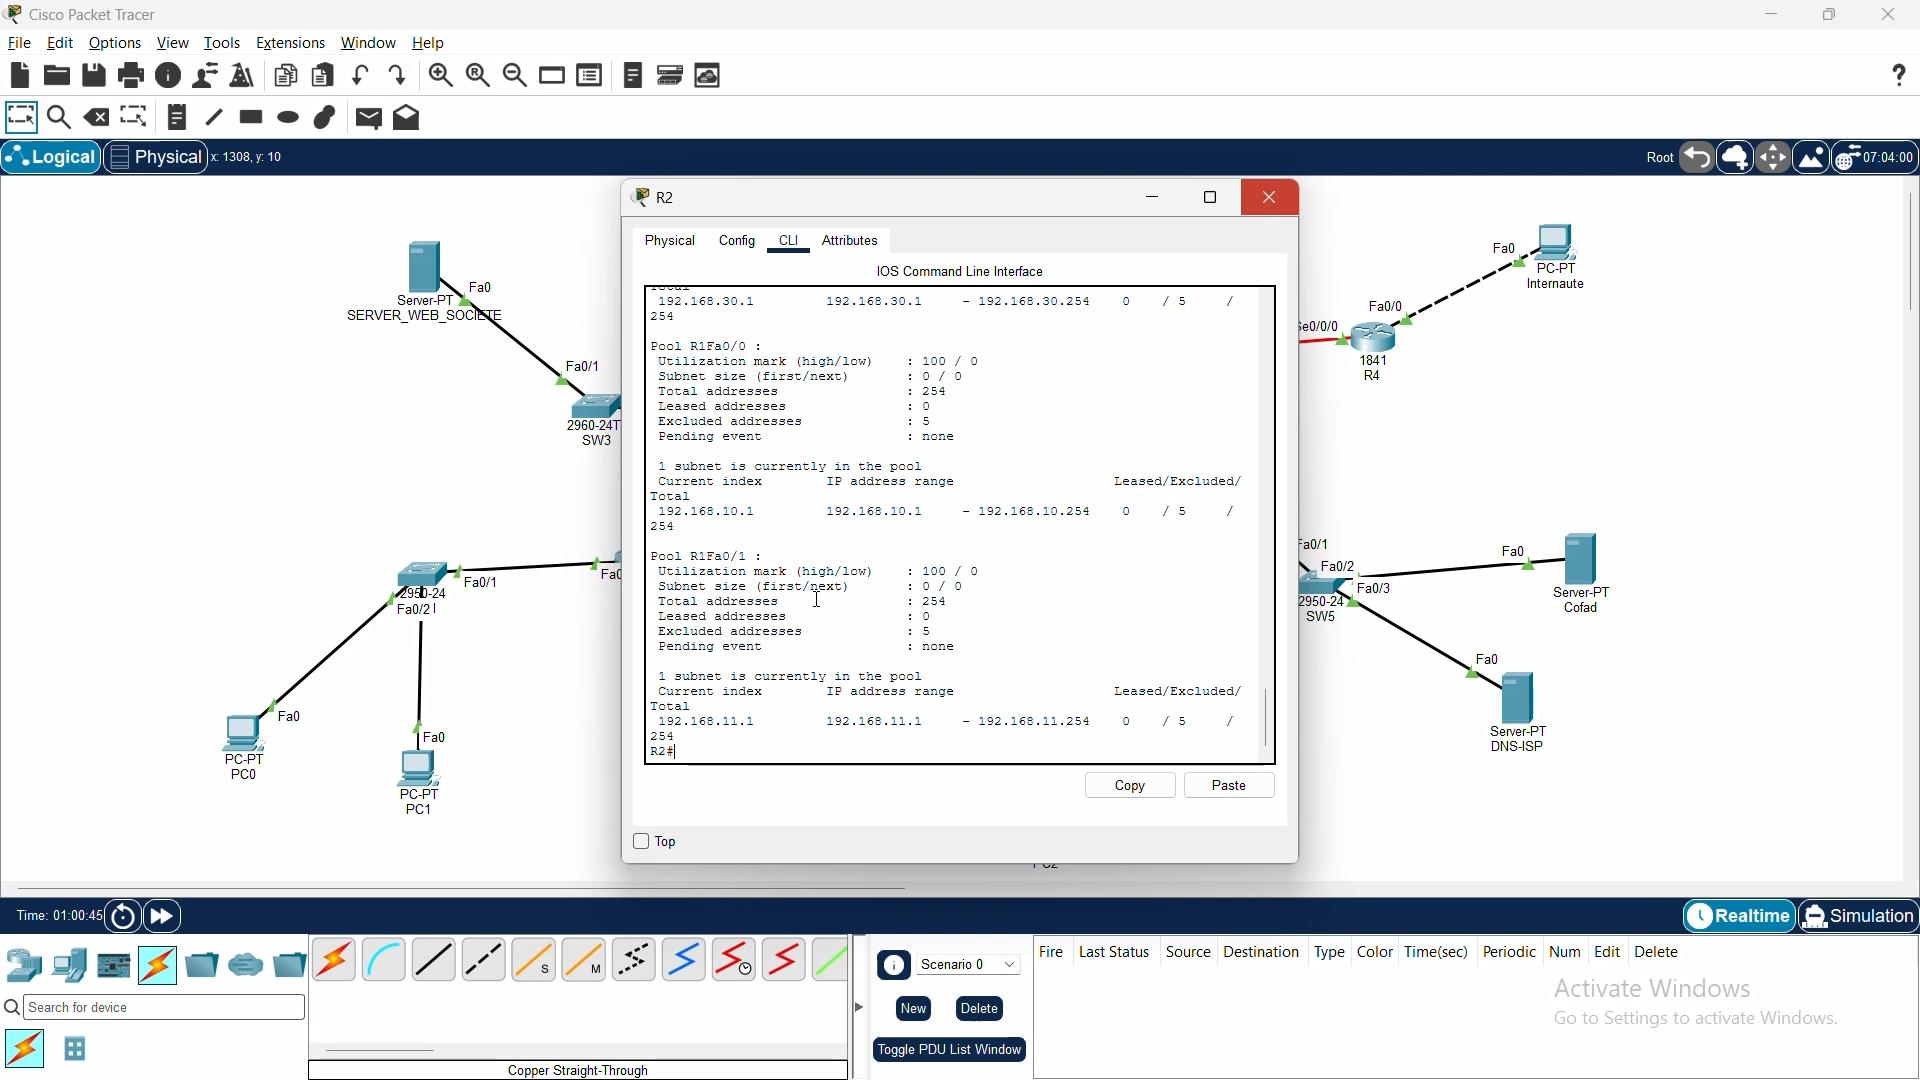 Cisco Packet Tracer
File Edit Options View Tools Extensions Window Help
Logical Physical x: 1308, y: 10 Root 07:04:00
R2
Physical Config CLI Attributes
IOS Command Line Interface
192.168.30.1 192.168.30.1 - 192.168.30.254 0 / 5 /
254
Pool R1Fa0/0 :
Utilization mark (high/low) : 100 / 0
Subnet size (first/next) : 0 / 0
Total addresses : 254
Leased addresses : 0
Excluded addresses : 5
Pending event : none
1 subnet is currently in the pool
Current index IP address range Leased/Excluded/
Total
192.168.10.1 192.168.10.1 - 192.168.10.254 0 / 5 /
254
Pool R1Fa0/1 :
Utilization mark (high/low) : 100 / 0
Subnet size (first/next) : 0 / 0
Total addresses : 254
Leased addresses : 0
Excluded addresses : 5
Pending event : none
1 subnet is currently in the pool
Current index IP address range Leased/Excluded/
Total
192.168.11.1 192.168.11.1 - 192.168.11.254 0 / 5 /
254
R2#
Copy Paste
Top
Fa0
Server-PT
SERVER_WEB_SOCIETE
Fa0/1
2960-24T
SW3
Fa0/1
2950-24
Fa0/2
Fa0
PC-PT
PC0
Fa0
PC-PT
PC1
Fa0
PC-PT
Internaute
Fa0/0
Se0/0/0
1841
R4
Fa0/1
Fa0/2
Fa0/3
2950-24
SW5
Fa0
Server-PT
Cofad
Fa0
Server-PT
DNS-ISP
Time: 01:00:45
Realtime Simulation
Search for device
S M
Copper Straight-Through
Scenario 0
New Delete
Toggle PDU List Window
Fire Last Status Source Destination Type Color Time(sec) Periodic Num Edit Delete
Activate Windows
Go to Settings to activate Windows.